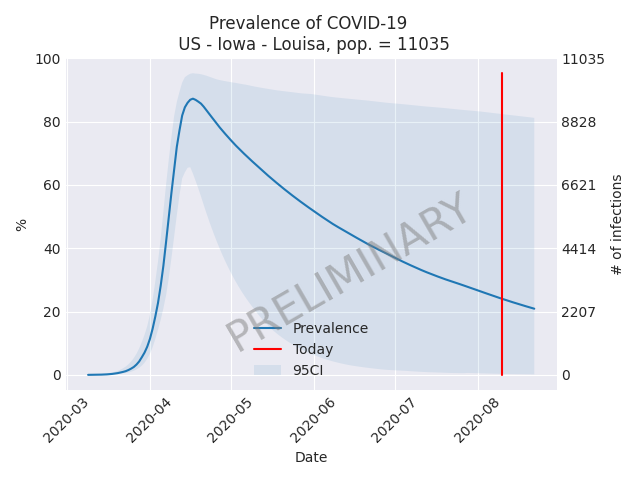 Prevalence of COVID-19
US - Iowa - Louisa, pop. = 11035
100
80
60
40
20
0
%
11035
8828
6621
4414
2207
0
# of infections
PRELIMINARY
Prevalence
Today
95CI
2020-03
2020-04
2020-05
2020-06
2020-07
2020-08
Date